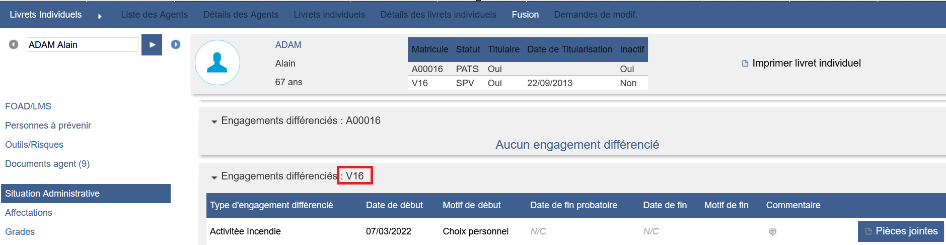 Livrets Individuels Liste des Agents Détails des Agents Livrets individuels Détails des livrets individuels Fusion Demandes de modif.
ADAM Alain
ADAM
Alain
67 ans
Matricule Statut Titulaire Date de Titularisation Inactif
A00016 PATS Oui Oui
V16 SPV Oui 22/09/2013 Non
Imprimer livret individuel
FOAD/LMS
Personnes à prévenir
Outils/Risques
Documents agent (9)
Situation Administrative
Affectations
Grades
Engagements différenciés : A00016
Aucun engagement différencié
Engagements différenciés : V16
Type d'engagement différencié Date de début Motif de début Date de fin probatoire Date de fin Motif de fin Commentaire
Activitée Incendie 07/03/2022 Choix personnel N/C N/C Pièces jointes